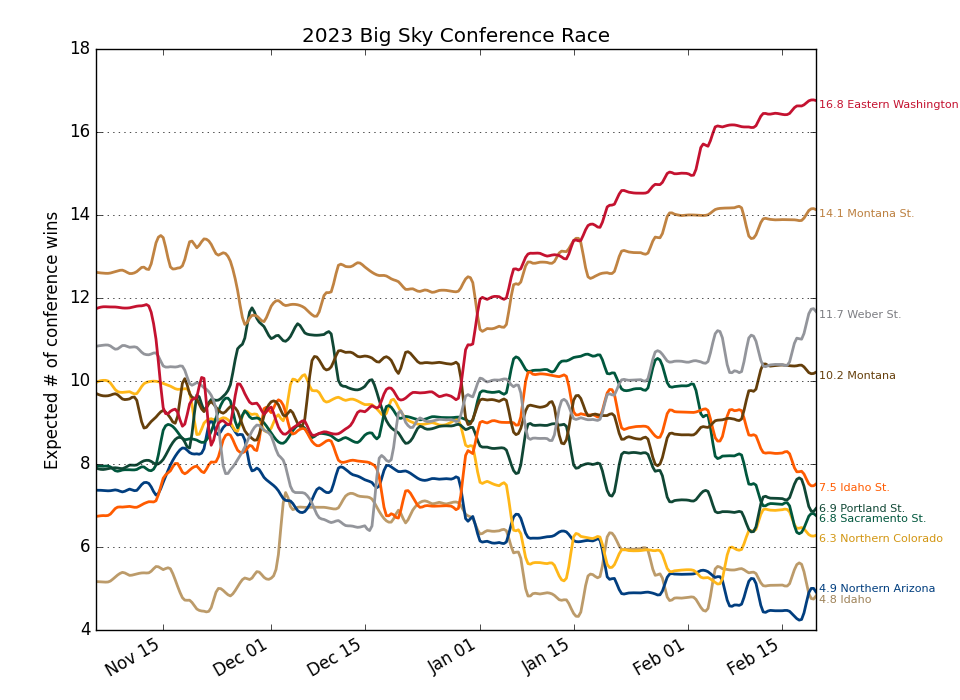 2023 Big Sky Conference Race
Expected # of conference wins
18
16
14
12
10
8
6
4
Nov 15
Dec 01
Dec 15
Jan 01
Jan 15
Feb 01
Feb 15
16.8 Eastern Washington
14.1 Montana St.
11.7 Weber St.
10.2 Montana
7.5 Idaho St.
6.9 Portland St.
6.8 Sacramento St.
6.3 Northern Colorado
4.9 Northern Arizona
4.8 Idaho